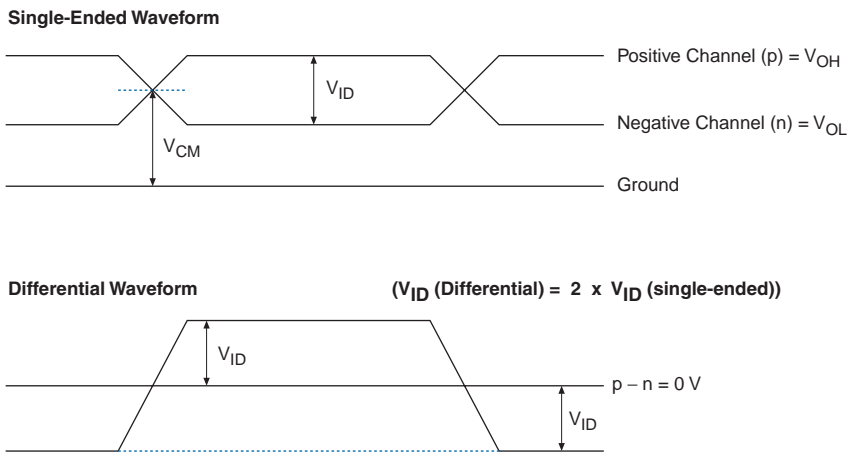 Single-Ended Waveform
Positive Channel (p) = VOH
VID
Negative Channel (n) = VOL
VCM
Ground
Differential Waveform (VID (Differential) = 2 x VID (single-ended))
VID
p − n = 0 V
VID